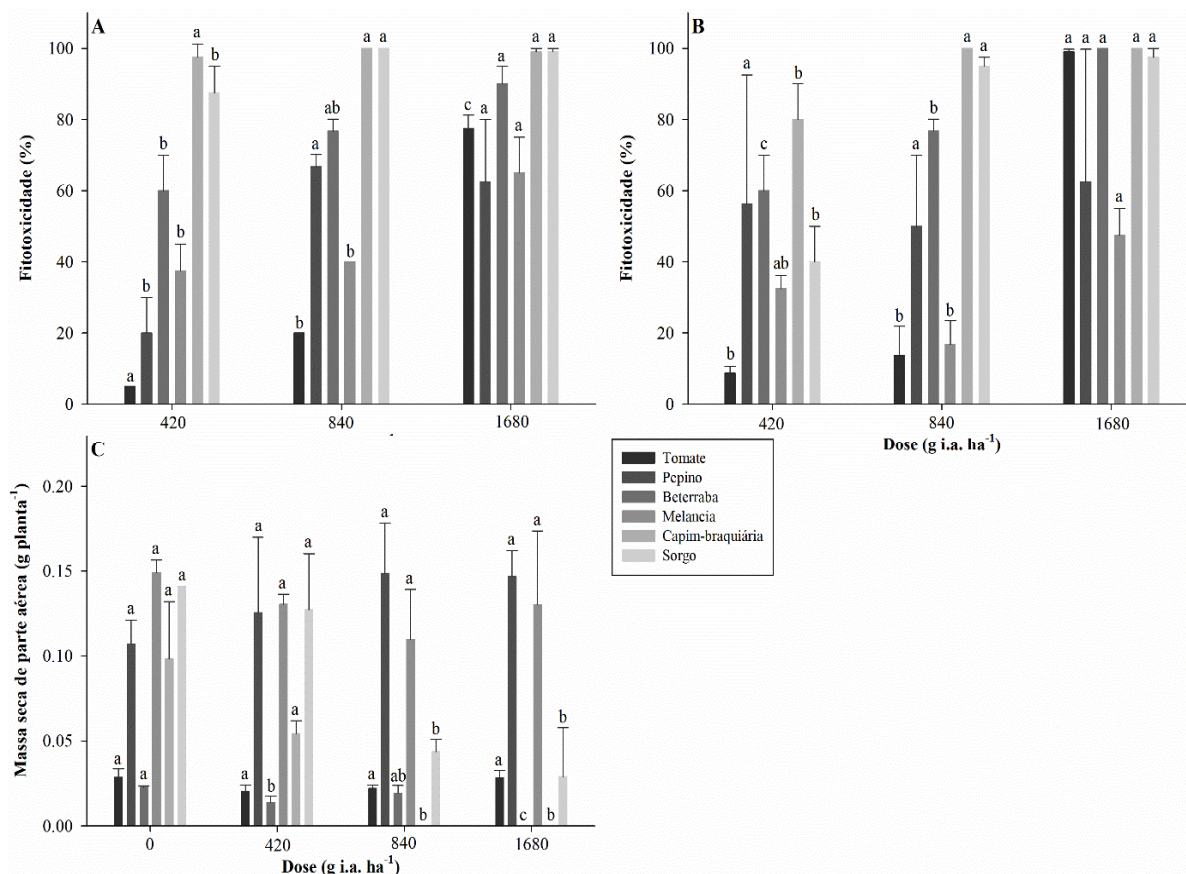 A
Fitotoxicidade (%)
100
80
60
40
20
0
a
b
b
b
a
b
b
a
ab
b
a
a
c
a
a
a
a
a
420
840
1680
B
Fitotoxicidade (%)
100
80
60
40
20
0
b
a
c
ab
b
b
b
a
b
b
a
a
a
a
a
a
a
a
420
840
1680
Dose (g i.a. ha⁻¹)
C
Massa seca de parte aérea (g planta⁻¹)
0.20
0.15
0.10
0.05
0.00
a
a
a
a
a
a
a
a
b
a
a
a
a
a
ab
a
b
b
a
a
c
a
b
b
0
420
840
1680
Dose (g i.a. ha⁻¹)
Tomate
Pepino
Beterraba
Melancia
Capim-braquiária
Sorgo